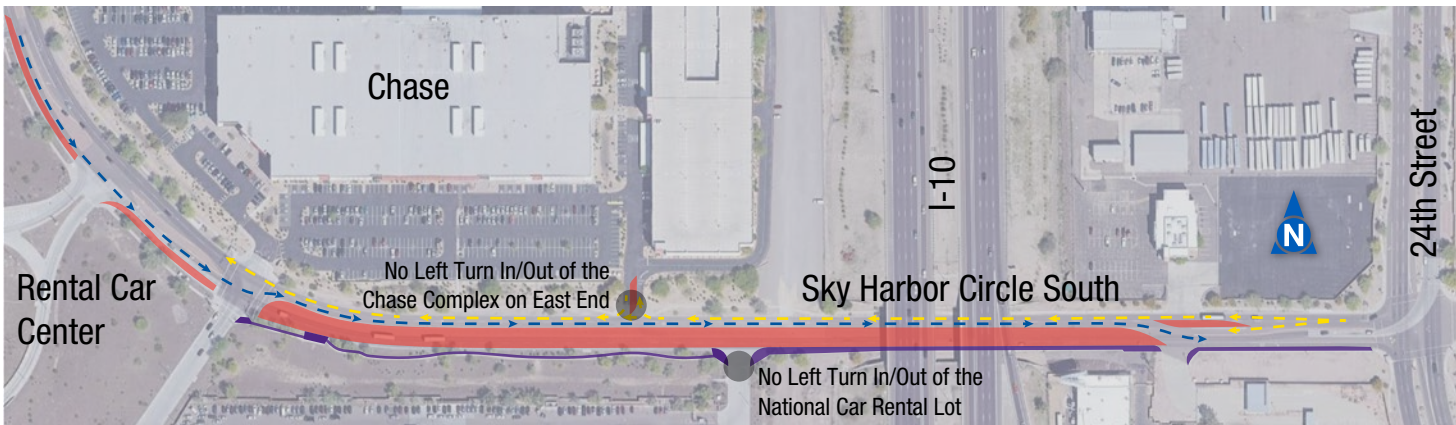 Chase
I-10
24th Street
N
No Left Turn In/Out of the
Chase Complex on East End
Sky Harbor Circle South
Rental Car
Center
No Left Turn In/Out of the
National Car Rental Lot